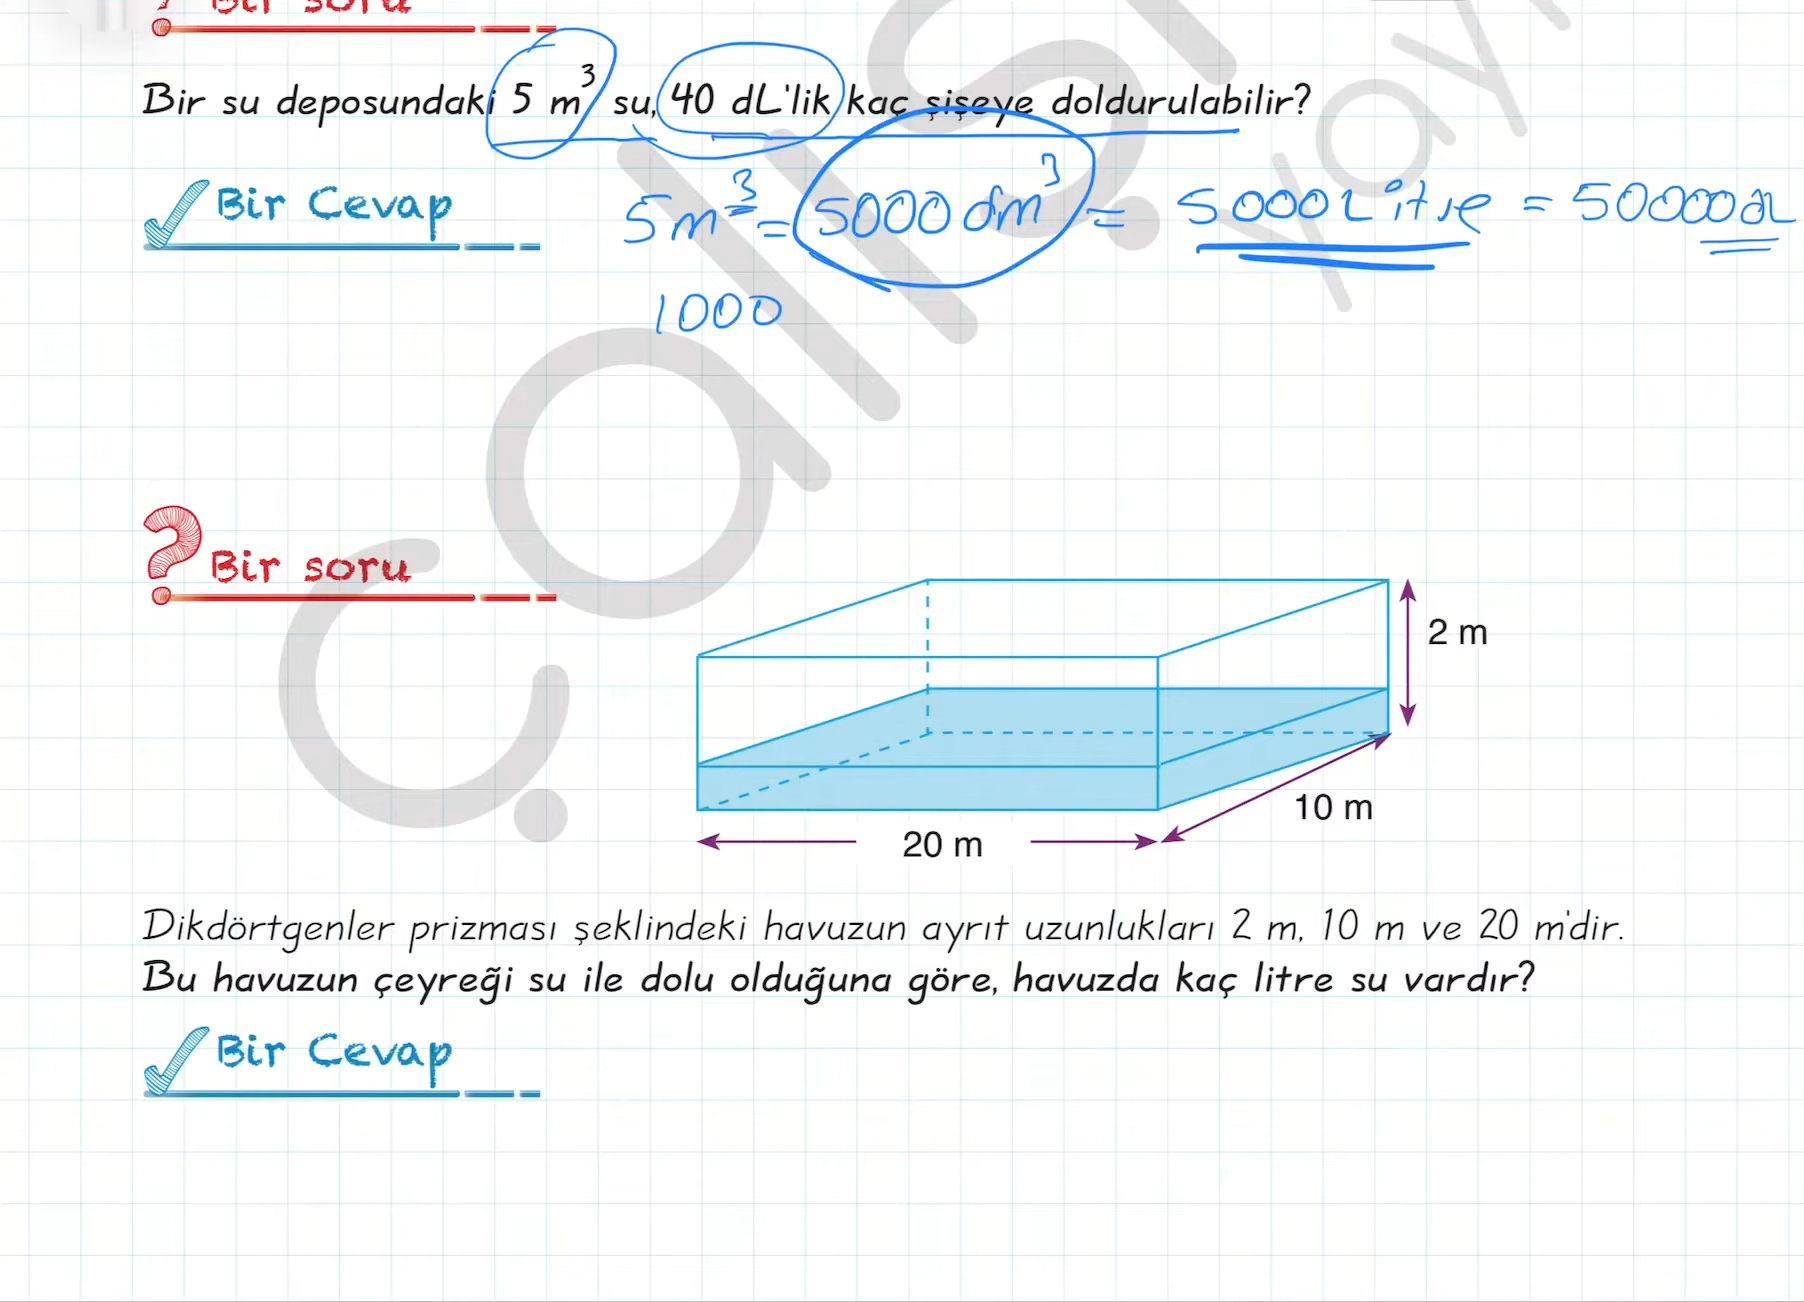 Bir soru
Bir su deposundaki 5 m³ su, 40 dL'lik kaç şişeye doldurulabilir?
Bir Cevap
5m³ = 5000 dm³ = 5000 Litre = 50000 dL
1000
Bir soru
2 m
10 m
20 m
Dikdörtgenler prizması şeklindeki havuzun ayrıt uzunlukları 2 m, 10 m ve 20 m'dir.
Bu havuzun çeyreği su ile dolu olduğuna göre, havuzda kaç litre su vardır?
Bir Cevap
çalış
yay